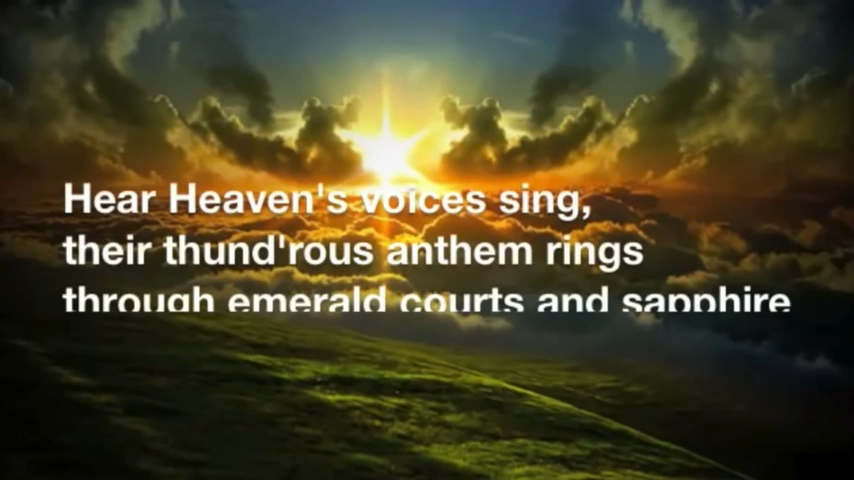 Hear Heaven's voices sing,
their thund'rous anthem rings
through emerald courts and sapphire